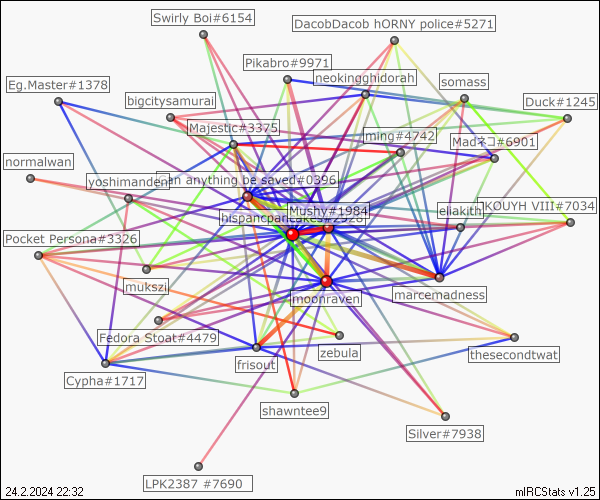 Swirly Boi#6154
DacobDacob hORNY police#5271
Pikabro#9971
neokingghidorah
somass
Eg.Master#1378
bigcitysamurai
Duck#1245
Majestic#3375
ming#4742
Madネコ#6901
normalwan
yoshimanden
an anything be saved#0396
Mushy#1984
hispancpancakes#2928
eliakith
KOUYH VIII#7034
Pocket Persona#3326
mukszii
moonraven
marcemadness
Fedora Stoat#4479
zebula
thesecondtwat
frisout
Cypha#1717
shawntee9
Silver#7938
LPK2387 #7690
24.2.2024 22:32
mIRCStats v1.25